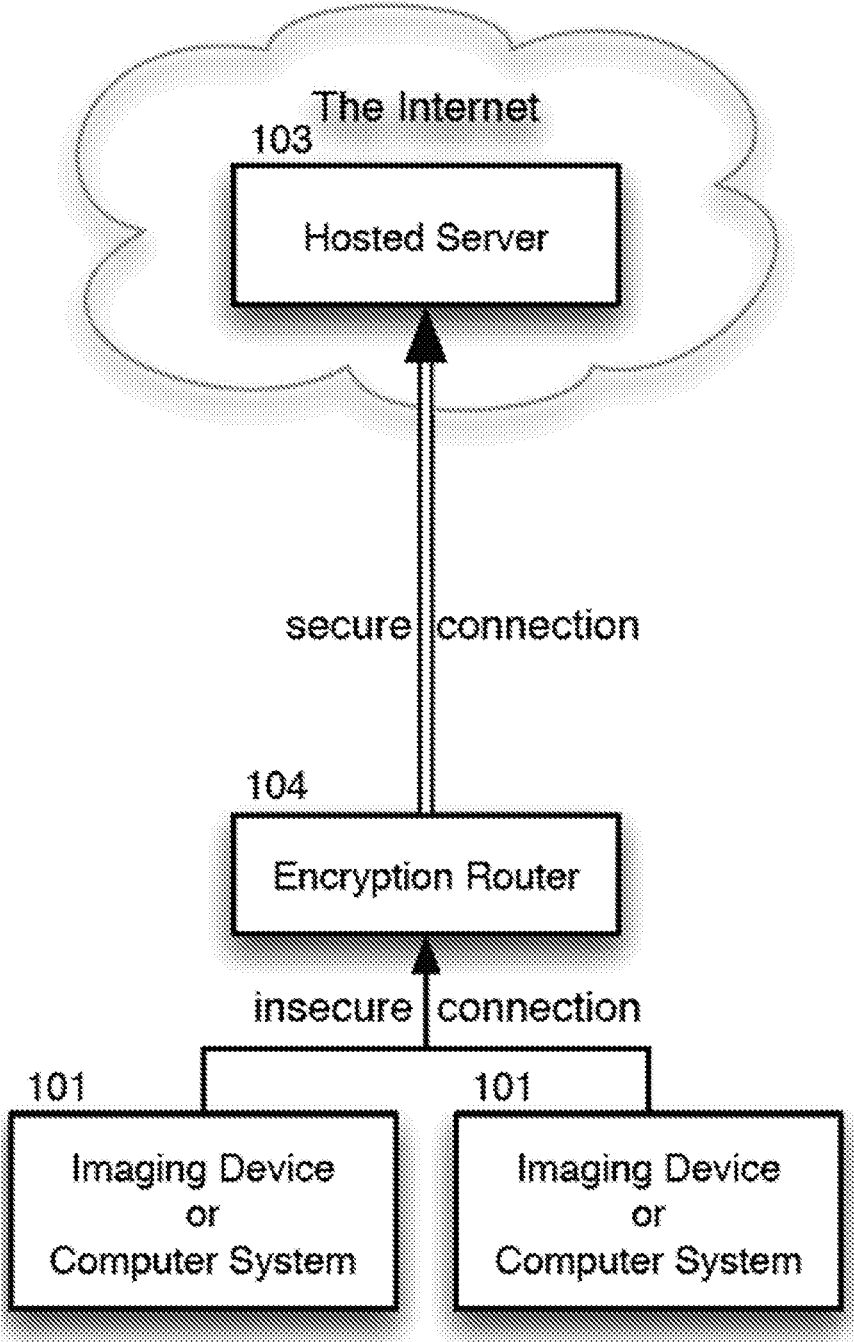 The Internet
103
Hosted Server
secure connection
104
Encryption Router
insecure connection
101
Imaging Device
or
Computer System
101
Imaging Device
or
Computer System